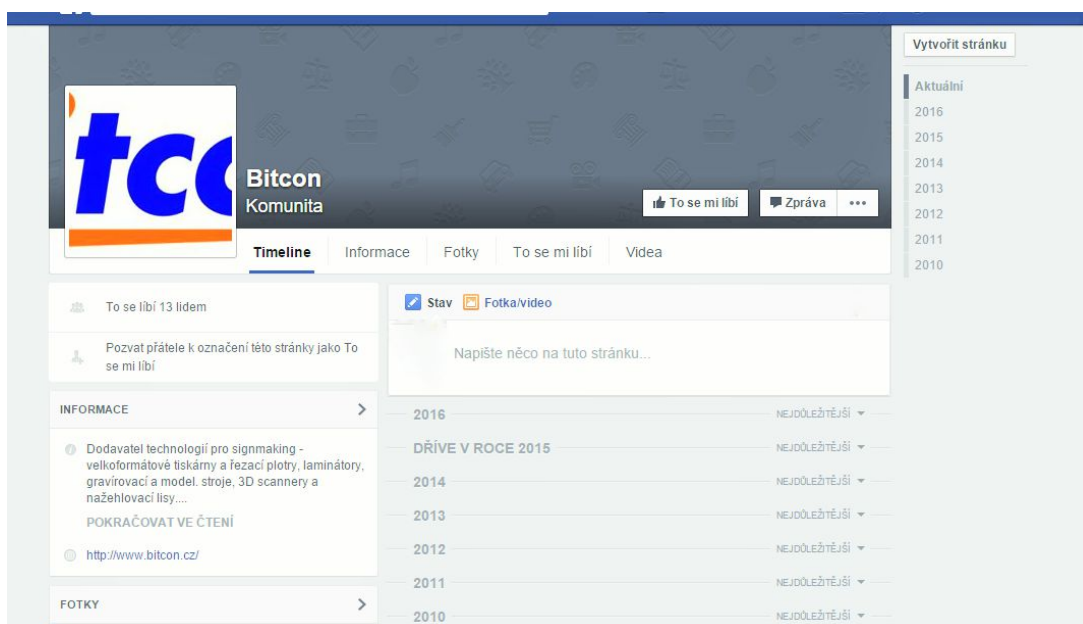 Vytvořit stránku
Aktuální
2016
2015
2014
2013
2012
2011
2010
tcc
Bitcon
Komunita
To se mi líbí
Zpráva
Timeline Informace Fotky To se mi líbí Videa
To se líbí 13 lidem
Pozvat přátele k označení této stránky jako To
se mi líbí
INFORMACE
Dodavatel technologií pro signmaking -
velkoformátové tiskárny a řezací plotry, laminátory,
gravírovací a model. stroje, 3D scannery a
nažehlovací lisy....
POKRAČOVAT VE ČTENÍ
http://www.bitcon.cz/
FOTKY
Stav Fotka/video
Napište něco na tuto stránku...
2016 NEJDŮLEŽITĚJŠÍ
DŘÍVE V ROCE 2015 NEJDŮLEŽITĚJŠÍ
2014 NEJDŮLEŽITĚJŠÍ
2013 NEJDŮLEŽITĚJŠÍ
2012 NEJDŮLEŽITĚJŠÍ
2011 NEJDŮLEŽITĚJŠÍ
2010 NEJDŮLEŽITĚJŠÍ